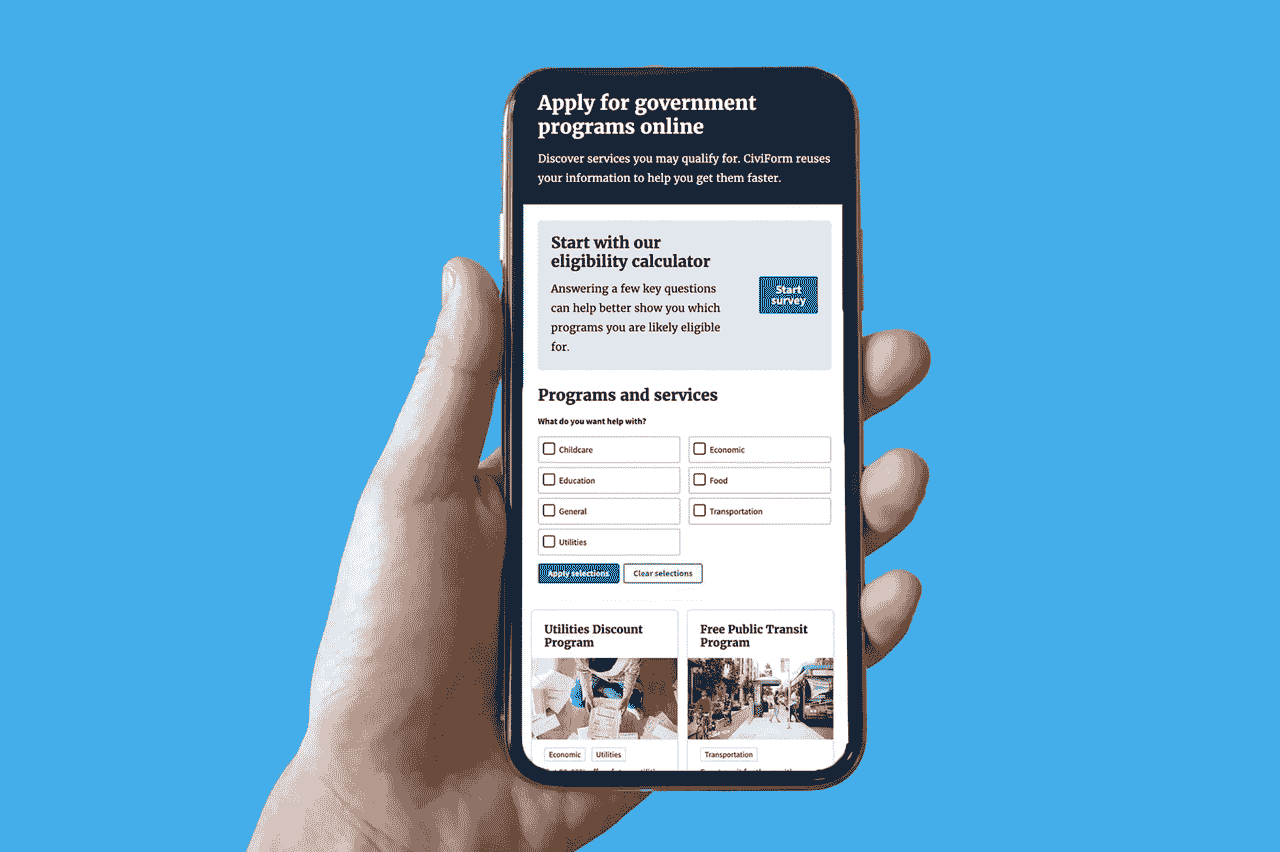 Apply for government
programs online
Discover services you may qualify for. CiviForm reuses
your information to help you get them faster.
Start with our
eligibility calculator
Answering a few key questions
can help better show you which
programs you are likely eligible
for.
Start
survey
Programs and services
What do you want help with?
Childcare
Economic
Education
Food
General
Transportation
Utilities
Apply selections
Clear selections
Utilities Discount
Program
Free Public Transit
Program
Economic
Utilities
Transportation